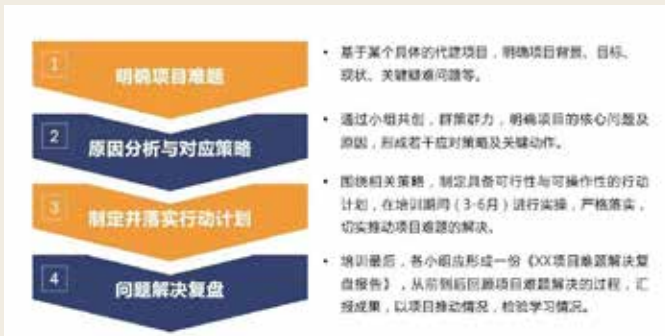 1
明确项目难题
• 基于某个具体的代建项目，明确项目背景、目标、
现状、关键疑难问题等。
2
原因分析与对应策略
• 通过小组共创，群策群力，明确项目的核心问题及
原因，形成若干应对策略及关键动作。
3
制定并落实行动计划
• 围绕相关策略，制定具备可行性与可操作性的行动
计划，在培训期间（3-6月）进行实操，严格落实，
切实推动项目难题的解决。
4
问题解决复盘
• 培训最后，各小组应形成一份《XX项目难题解决复
盘报告》，从前到后回顾项目难题解决的过程，汇
报成果，以项目推动情况，检验学习情况。